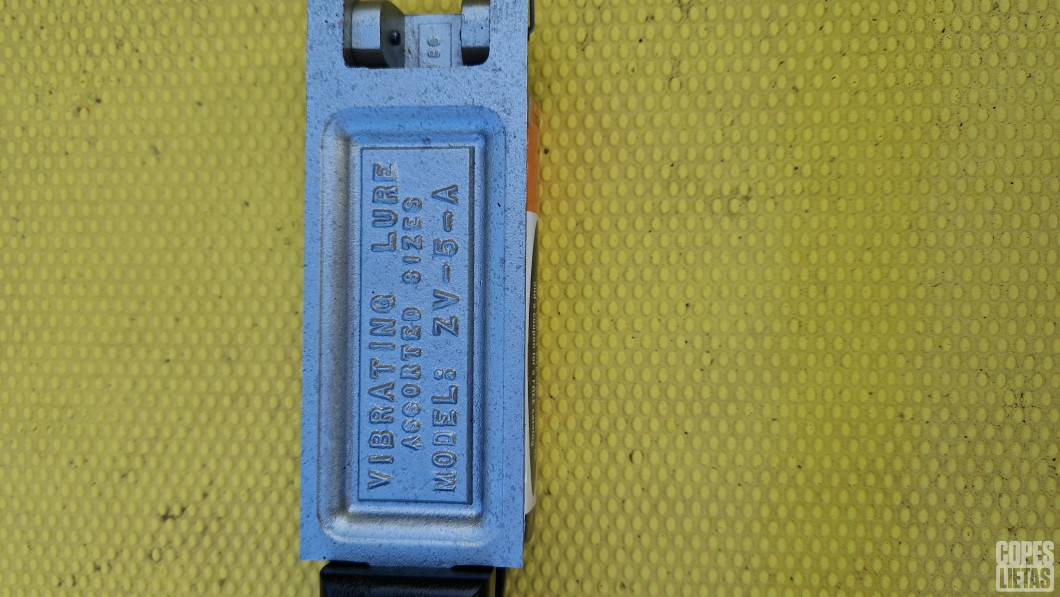 VIBRATING LURE
ASSORTED SIZES
MODEL: ZV-5-A
COPES
LIETAS